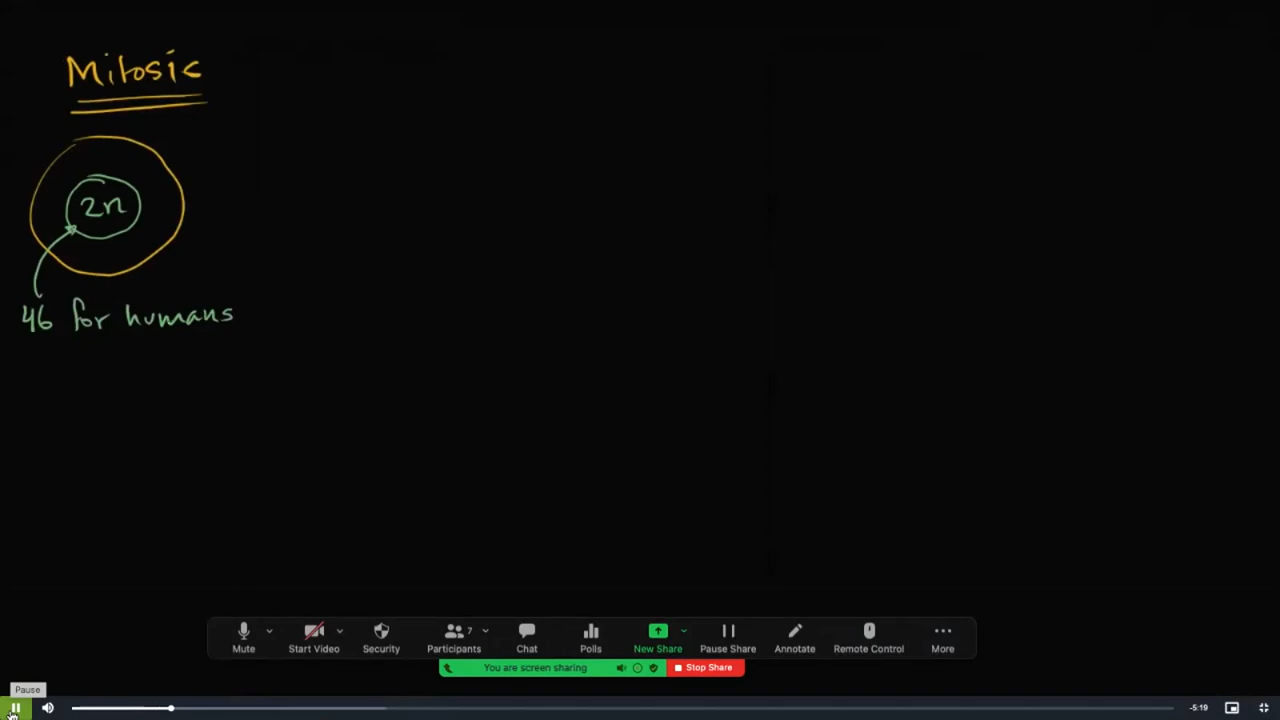 Mitosis
2n
46 for humans
7
Mute
Start Video
Security
Participants
Chat
Polls
New Share
Pause Share
Annotate
Remote Control
More
You are screen sharing
Stop Share
Pause
-5:19